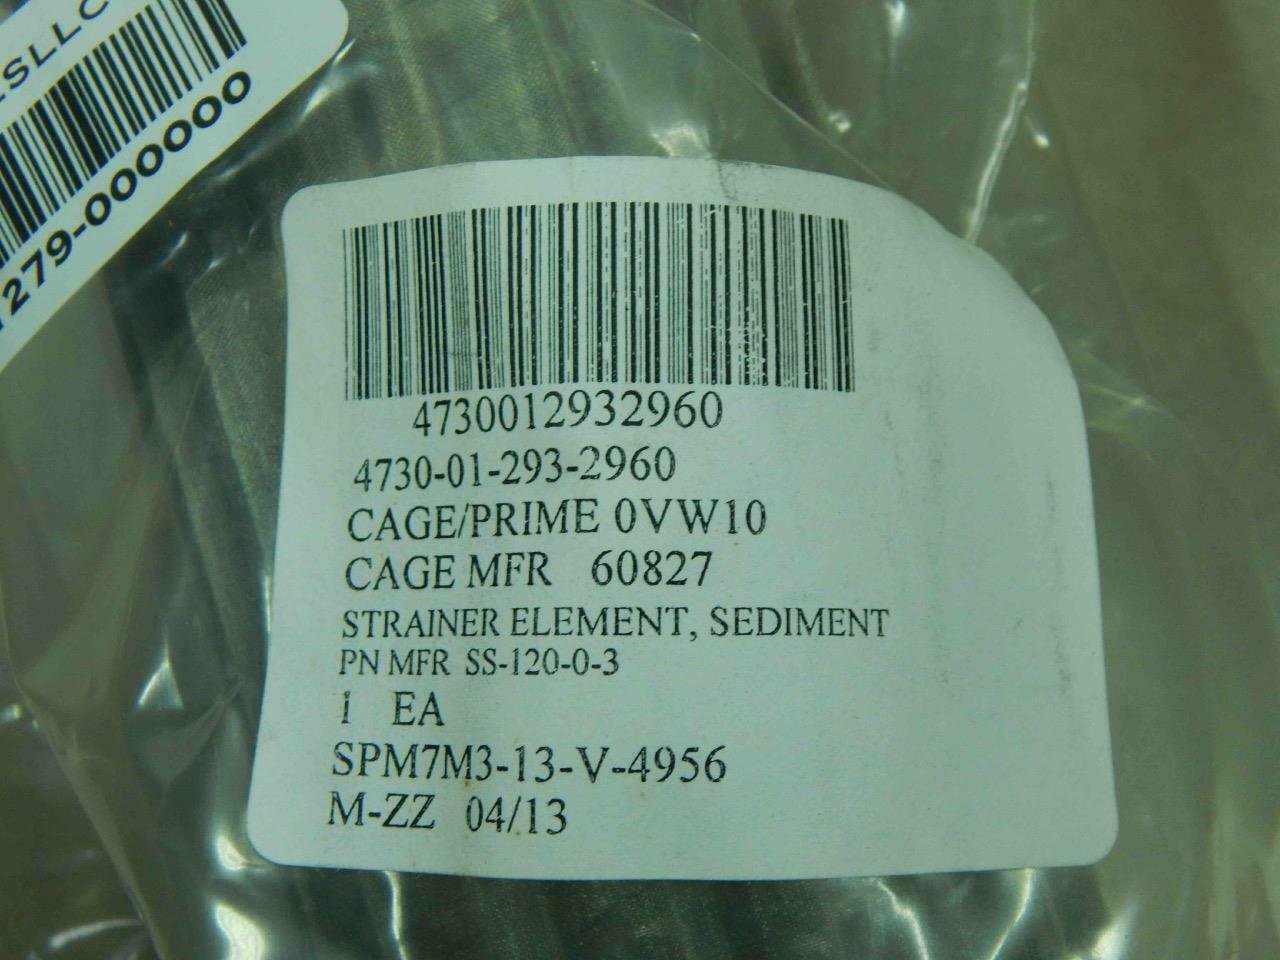 SLLC
279-000000
4730012932960
4730-01-293-2960
CAGE/PRIME 0VW10
CAGE MFR 60827
STRAINER ELEMENT, SEDIMENT
PN MFR SS-120-0-3
1 EA
SPM7M3-13-V-4956
M-ZZ 04/13